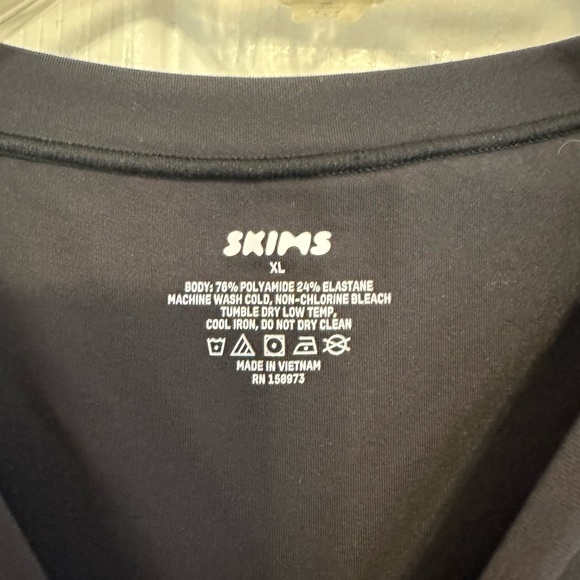 SKIMS
XL
BODY: 76% POLYAMIDE 24% ELASTANE
MACHINE WASH COLD, NON-CHLORINE BLEACH
TUMBLE DRY LOW TEMP,
COOL IRON, DO NOT DRY CLEAN
MADE IN VIETNAM
RN 158973